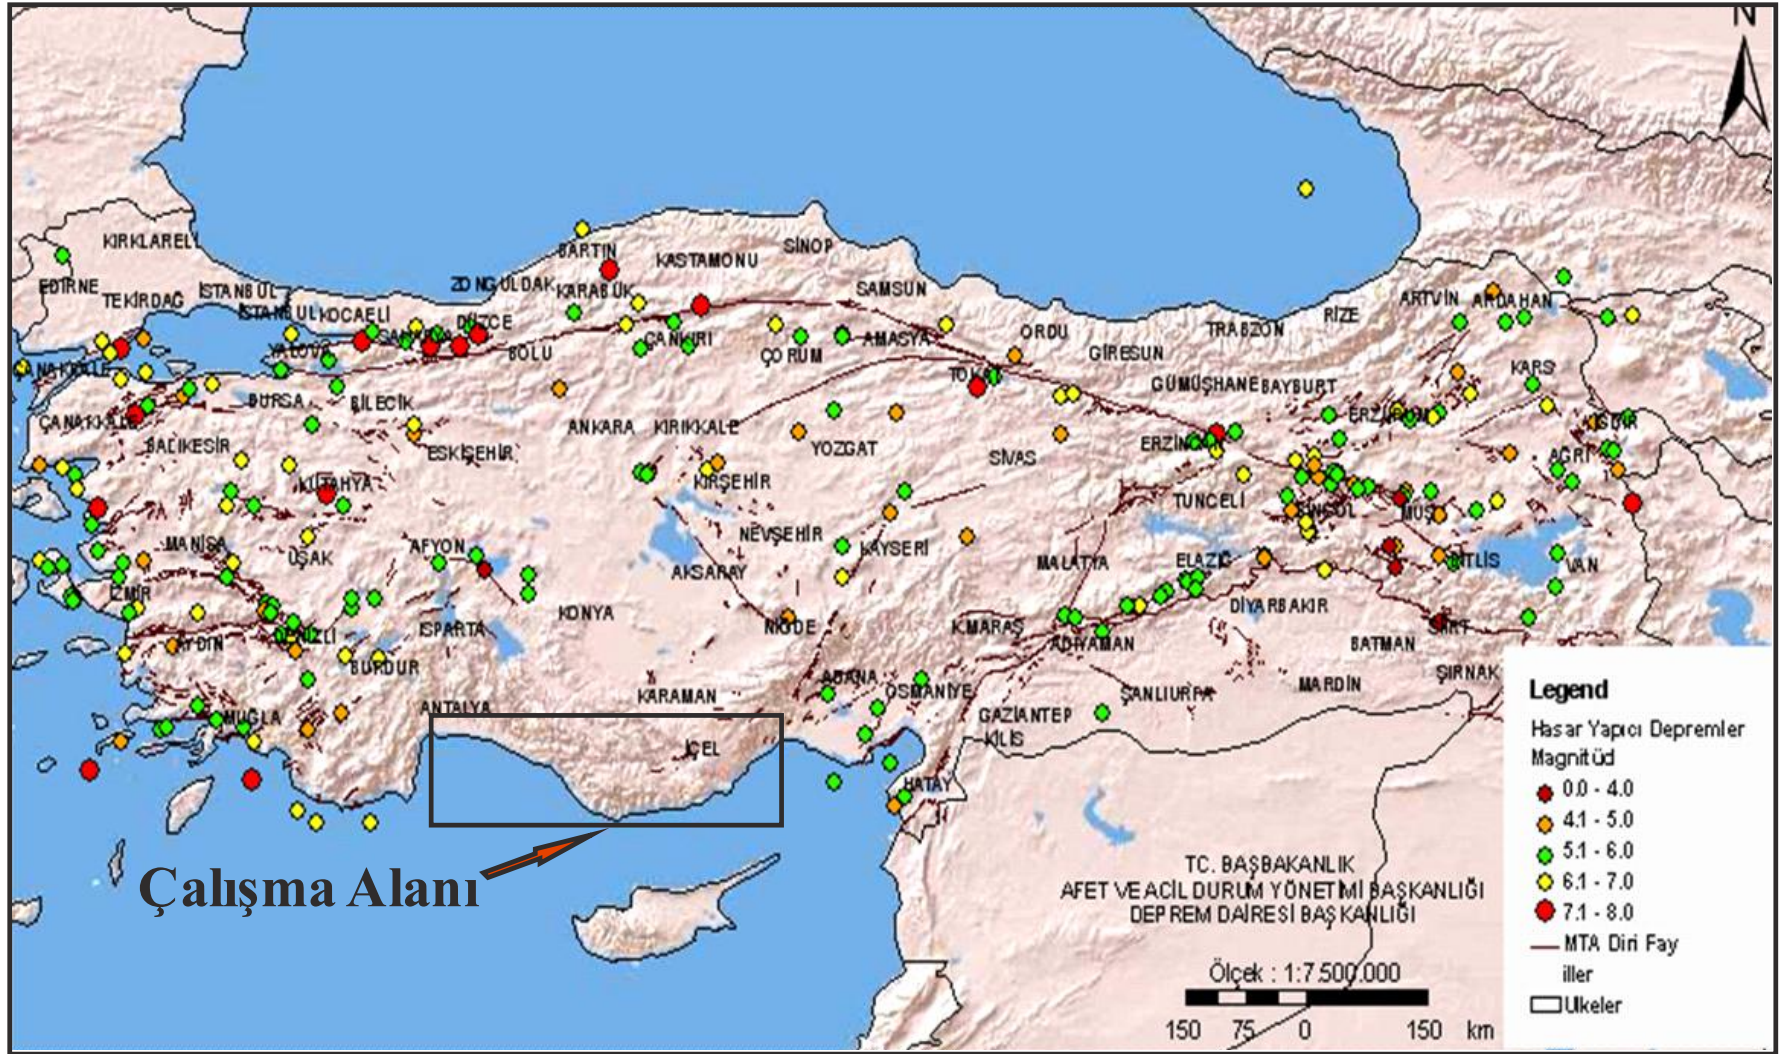 N
KIRKLARELİ
EDİRNE
TEKİRDAĞ
İSTANBUL
İSTANBUL
KOCAELİ
YALOVA
DÜZCE
ZONGULDAK
BARTIN
KARABÜK
KASTAMONU
SİNOP
SAMSUN
BOLU
ÇANKIRI
ÇORUM
AMASYA
TOKAT
ORDU
GİRESUN
TRABZON
RİZE
ARTVİN
ARDAHAN
KARS
GÜMÜŞHANE
BAYBURT
ERZURUM
IĞDIR
AĞRI
ÇANAKKALE
ÇANAKKALE
BURSA
BİLECİK
BALIKESİR
ESKİŞEHİR
ANKARA
KIRIKKALE
YOZGAT
SİVAS
ERZİNCAN
KÜTAHYA
KIRŞEHİR
TUNCELİ
BİNGÖL
MUŞ
MANİSA
UŞAK
AFYON
NEVŞEHİR
KAYSERİ
AKSARAY
MALATYA
ELAZIĞ
BİTLİS
VAN
İZMİR
AYDIN
DENİZLİ
ISPARTA
KONYA
NİĞDE
K.MARAŞ
ADIYAMAN
DİYARBAKIR
BATMAN
SİİRT
BURDUR
ŞIRNAK
MUĞLA
ANTALYA
KARAMAN
ADANA
OSMANİYE
ŞANLIURFA
MARDİN
GAZİANTEP
KİLİS
İÇEL
HATAY
Çalışma Alanı
TC. BAŞBAKANLIK
AFET VE ACİL DURUM YÖNETİMİ BAŞKANLIĞI
DEPREM DAİRESİ BAŞKANLIĞI
Ölçek : 1:7.500.000
150 75 0 150 km
Legend
Hasar Yapıcı Depremler
Magnitüd
0.0 - 4.0
4.1 - 5.0
5.1 - 6.0
6.1 - 7.0
7.1 - 8.0
MTA Diri Fay
iller
Ulkeler